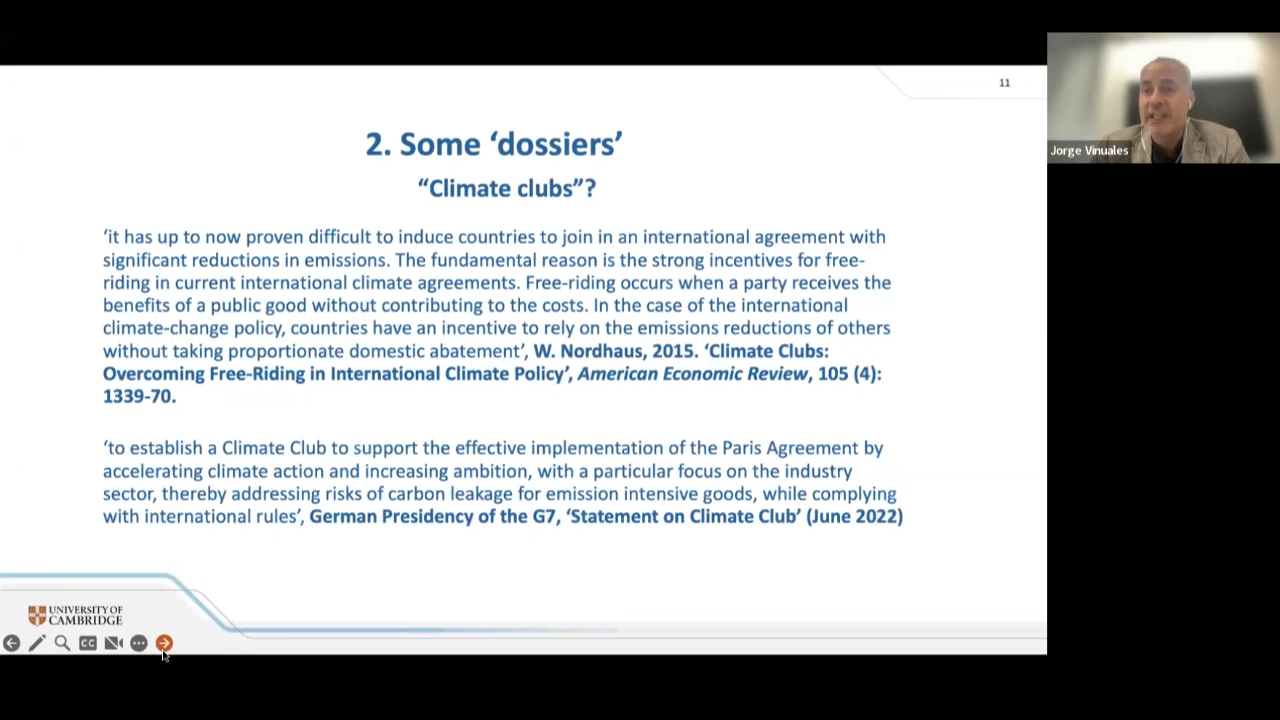 11
2. Some ‘dossiers’
“Climate clubs”?
‘it has up to now proven difficult to induce countries to join in an international agreement with
significant reductions in emissions. The fundamental reason is the strong incentives for free-
riding in current international climate agreements. Free-riding occurs when a party receives the
benefits of a public good without contributing to the costs. In the case of the international
climate-change policy, countries have an incentive to rely on the emissions reductions of others
without taking proportionate domestic abatement’, W. Nordhaus, 2015. ‘Climate Clubs:
Overcoming Free-Riding in International Climate Policy’, American Economic Review, 105 (4):
1339-70.
‘to establish a Climate Club to support the effective implementation of the Paris Agreement by
accelerating climate action and increasing ambition, with a particular focus on the industry
sector, thereby addressing risks of carbon leakage for emission intensive goods, while complying
with international rules’, German Presidency of the G7, ‘Statement on Climate Club’ (June 2022)
UNIVERSITY OF
CAMBRIDGE
CC
Jorge Vinuales